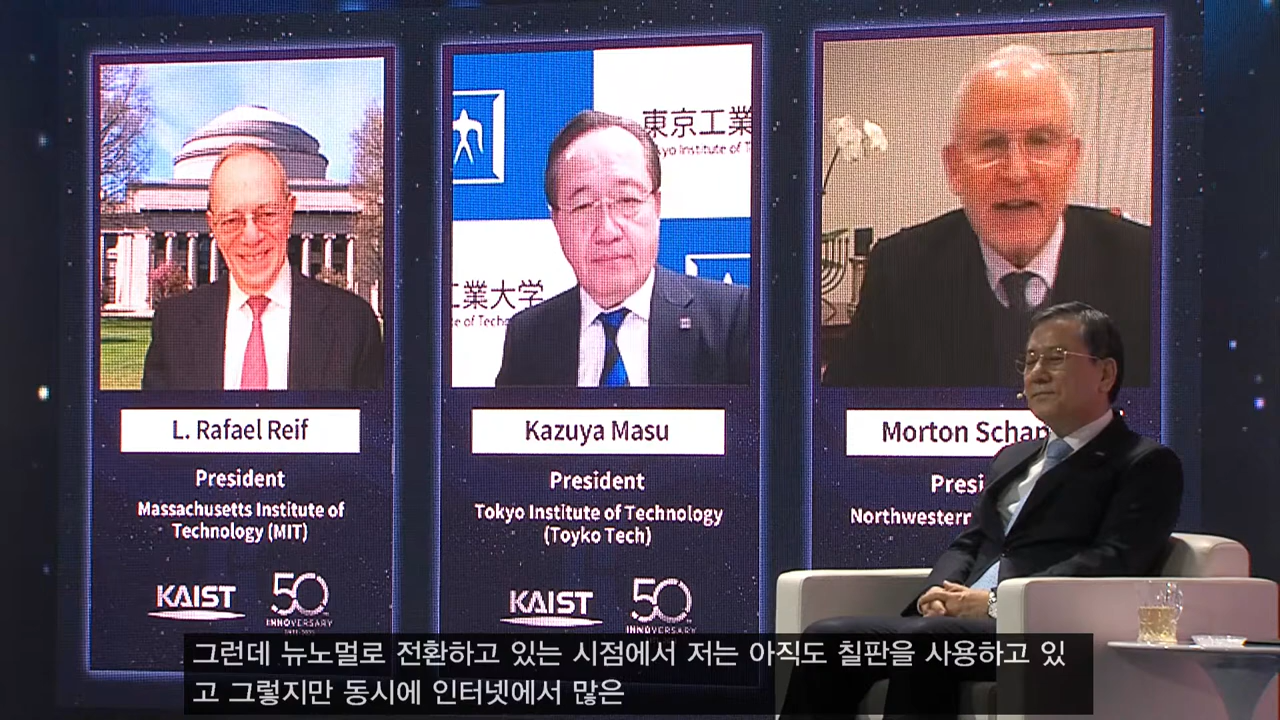 東京工業
kyo Institute of T
工業大学
te of Techn
L. Rafael Reif
President
Massachusetts Institute of
Technology (MIT)
KAIST
50
INNOVERSARY
Kazuya Masu
President
Tokyo Institute of Technology
(Toyko Tech)
KAIST
50
INNOVERSARY
Morton Schap
Presi
Northwestern
그런데 뉴노멀로 전환하고 있는 시점에서 저는 아직도 칠판을 사용하고 있
고 그렇지만 동시에 인터넷에서 많은